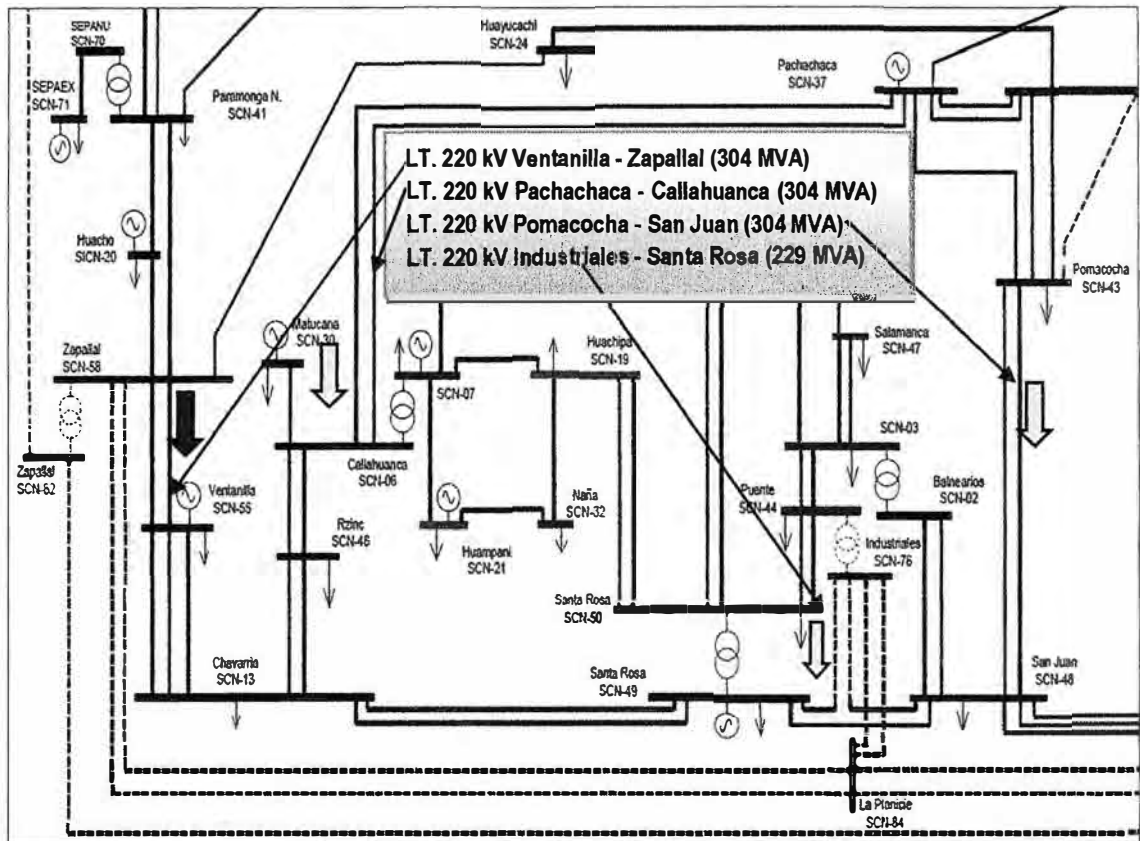 SEPANU
SCN-70
SEPAEX
SCN-71
Paramonga N.
SCN-41
Huayucachi
SCN-24
Pachachaca
SCN-37
LT. 220 kV Ventanilla - Zapallal (304 MVA)
LT. 220 kV Pachachaca - Callahuanca (304 MVA)
LT. 220 kV Pomacocha - San Juan (304 MVA)
LT. 220 kV Industriales - Santa Rosa (229 MVA)
Huacho
SICN-20
Pomacocha
SCN-43
Zapallal
SCN-58
Matucana
SCN-30
Huachipa
SCN-19
Salamanca
SCN-47
SCN-07
SCN-03
Zapallal
SCN-82
Callahuanca
SCN-06
Balnearios
SCN-02
Ventanilla
SCN-56
Rzinc
SCN-46
Huampani
SCN-21
Naña
SCN-32
Puente
SCN-44
Industriales
SCN-76
Santa Rosa
SCN-50
Chavarria
SCN-13
Santa Rosa
SCN-49
San Juan
SCN-48
La Planicie
SCN-84